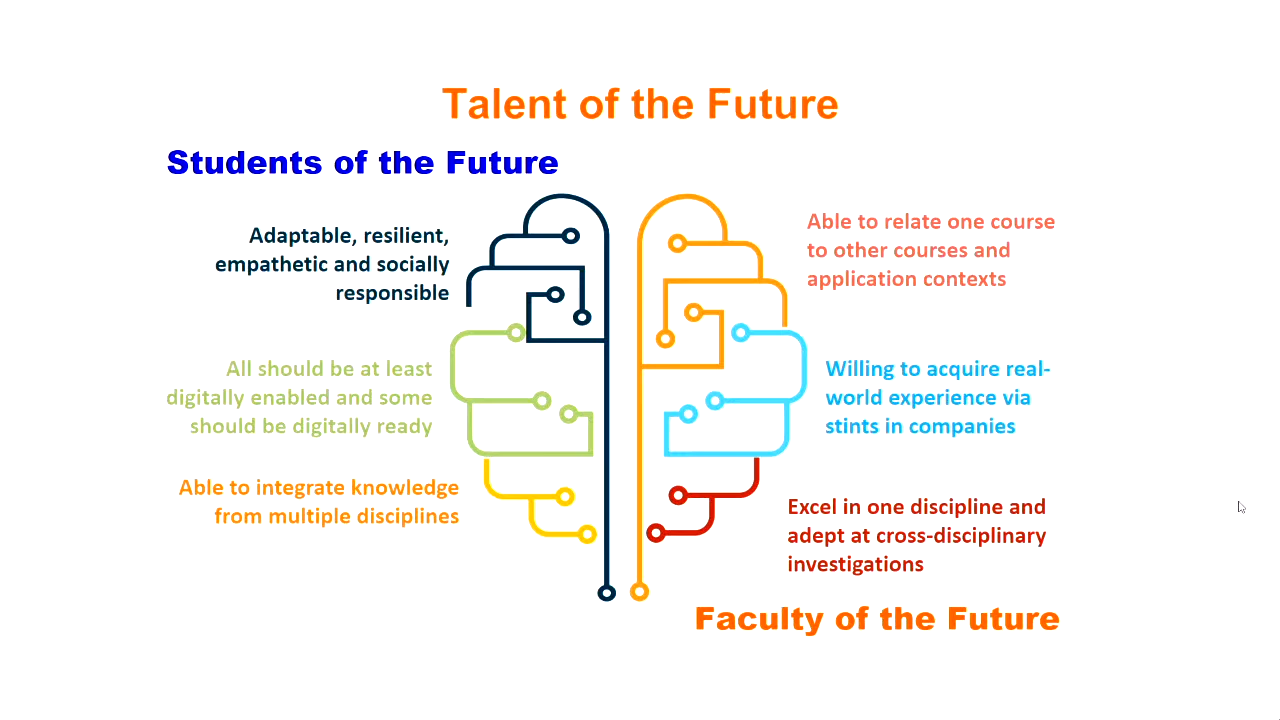 Talent of the Future
Students of the Future
Adaptable, resilient,
empathetic and socially
responsible
All should be at least
digitally enabled and some
should be digitally ready
Able to integrate knowledge
from multiple disciplines
Able to relate one course
to other courses and
application contexts
Willing to acquire real-
world experience via
stints in companies
Excel in one discipline and
adept at cross-disciplinary
investigations
Faculty of the Future